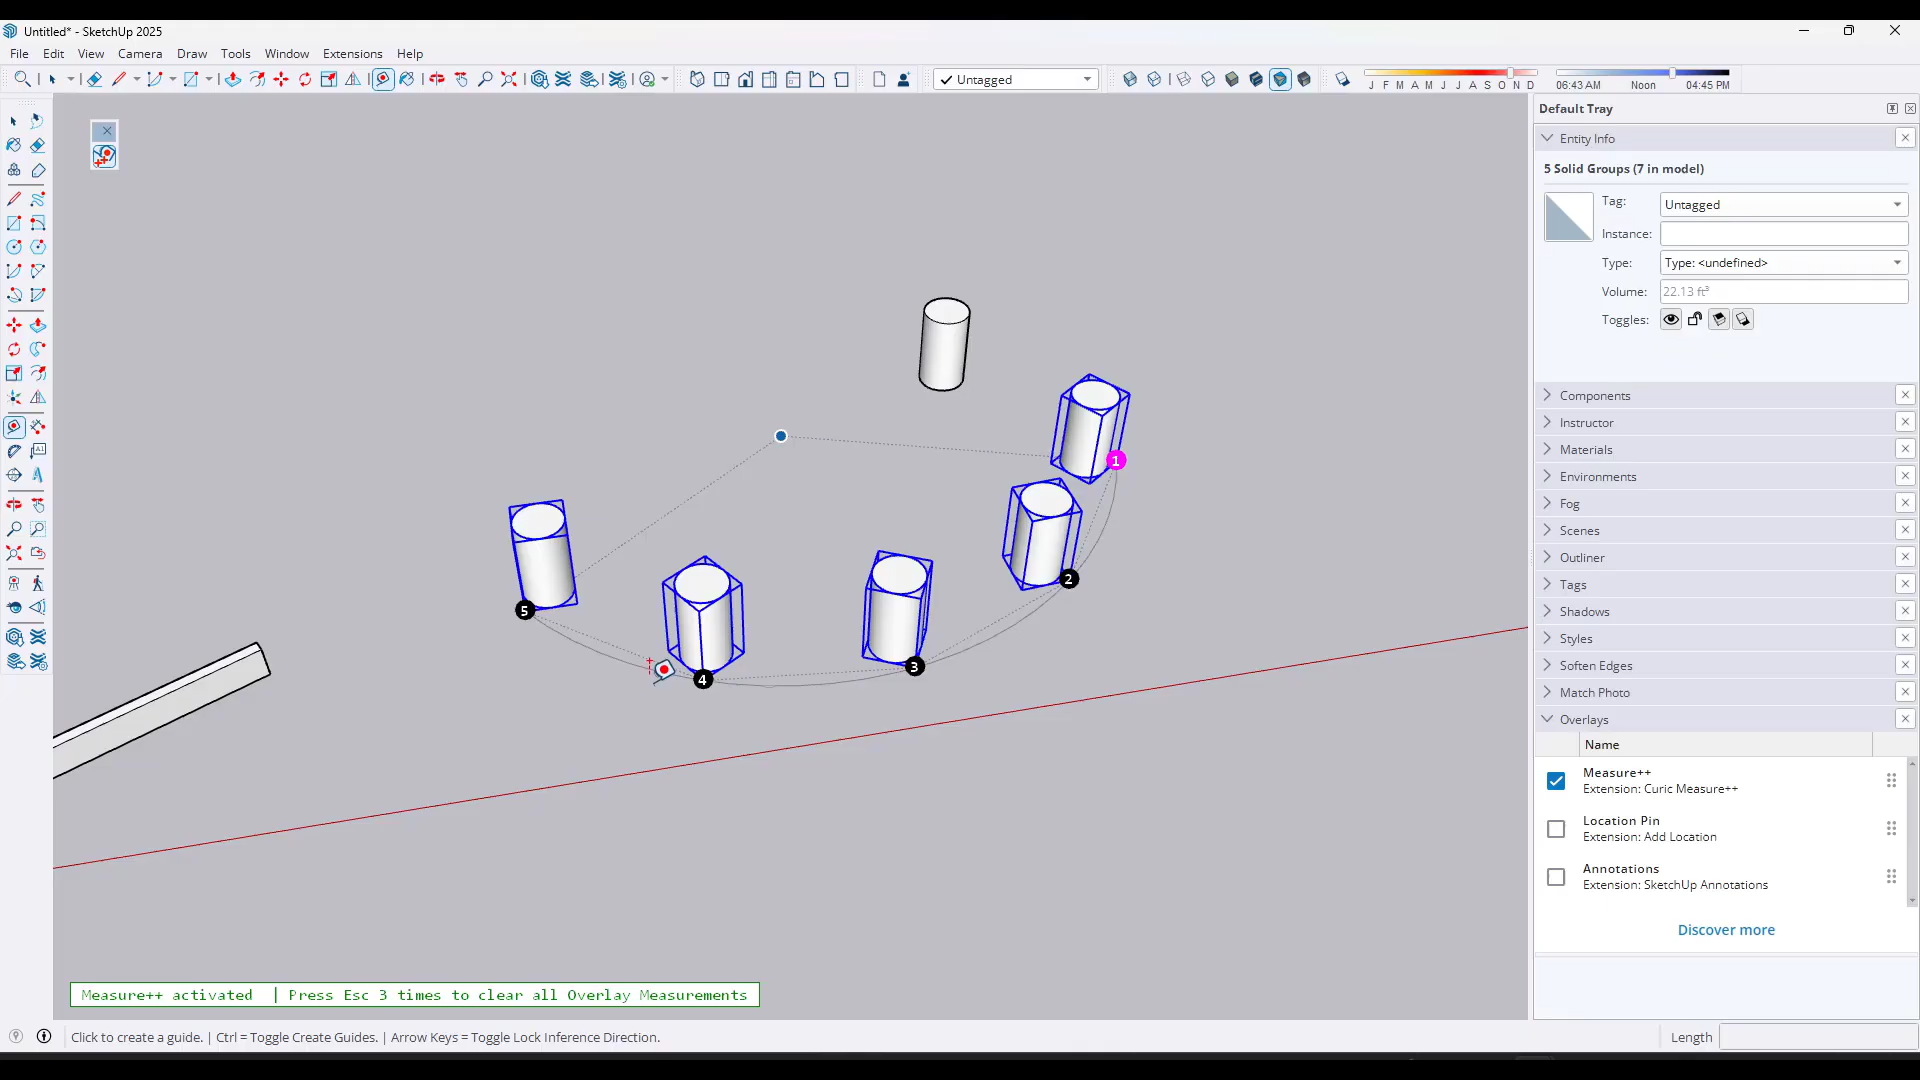 Untitled* - SketchUp 2025
File Edit View Camera Draw Tools Window Extensions Help
Untagged
J F M A M J J A S O N D
06:43 AM Noon 04:45 PM
Default Tray
Entity Info
5 Solid Groups (7 in model)
Tag: Untagged
Instance:
Type: Type: <undefined>
Volume: 22.13 ft³
Toggles:
Components
Instructor
Materials
Environments
Fog
Scenes
Outliner
Tags
Shadows
Styles
Soften Edges
Match Photo
Overlays
Name
Measure++
Extension: Curic Measure++
Location Pin
Extension: Add Location
Annotations
Extension: SketchUp Annotations
Discover more
1
2
3
4
5
Measure++ activated | Press Esc 3 times to clear all Overlay Measurements
Click to create a guide. | Ctrl = Toggle Create Guides. | Arrow Keys = Toggle Lock Inference Direction.
Length